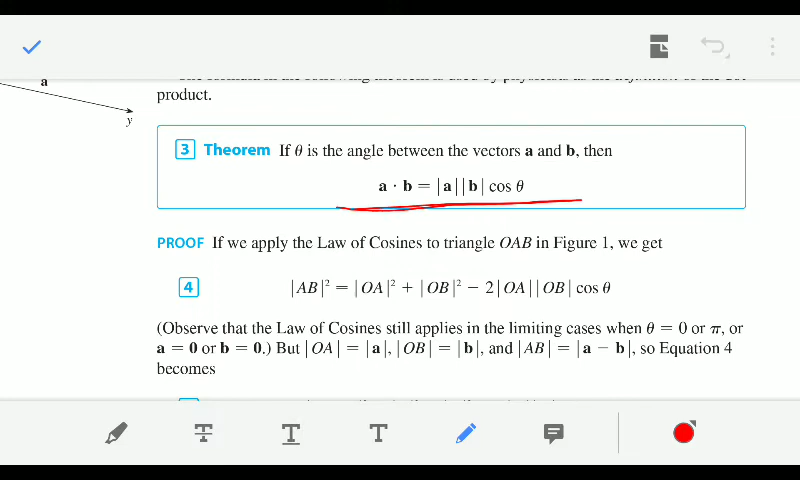 a
y
product.
3 Theorem If θ is the angle between the vectors a and b, then
a · b = |a||b| cos θ
PROOF If we apply the Law of Cosines to triangle OAB in Figure 1, we get
4 |AB|² = |OA|² + |OB|² − 2|OA||OB| cos θ
(Observe that the Law of Cosines still applies in the limiting cases when θ = 0 or π, or
a = 0 or b = 0.) But |OA| = |a|, |OB| = |b|, and |AB| = |a − b|, so Equation 4
becomes
T
T
T